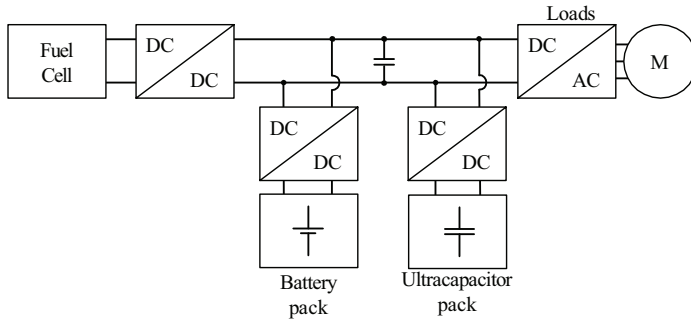 Loads
Fuel
Cell
DC
DC
DC
AC
M
DC
DC
DC
DC
Battery
pack
Ultracapacitor
pack